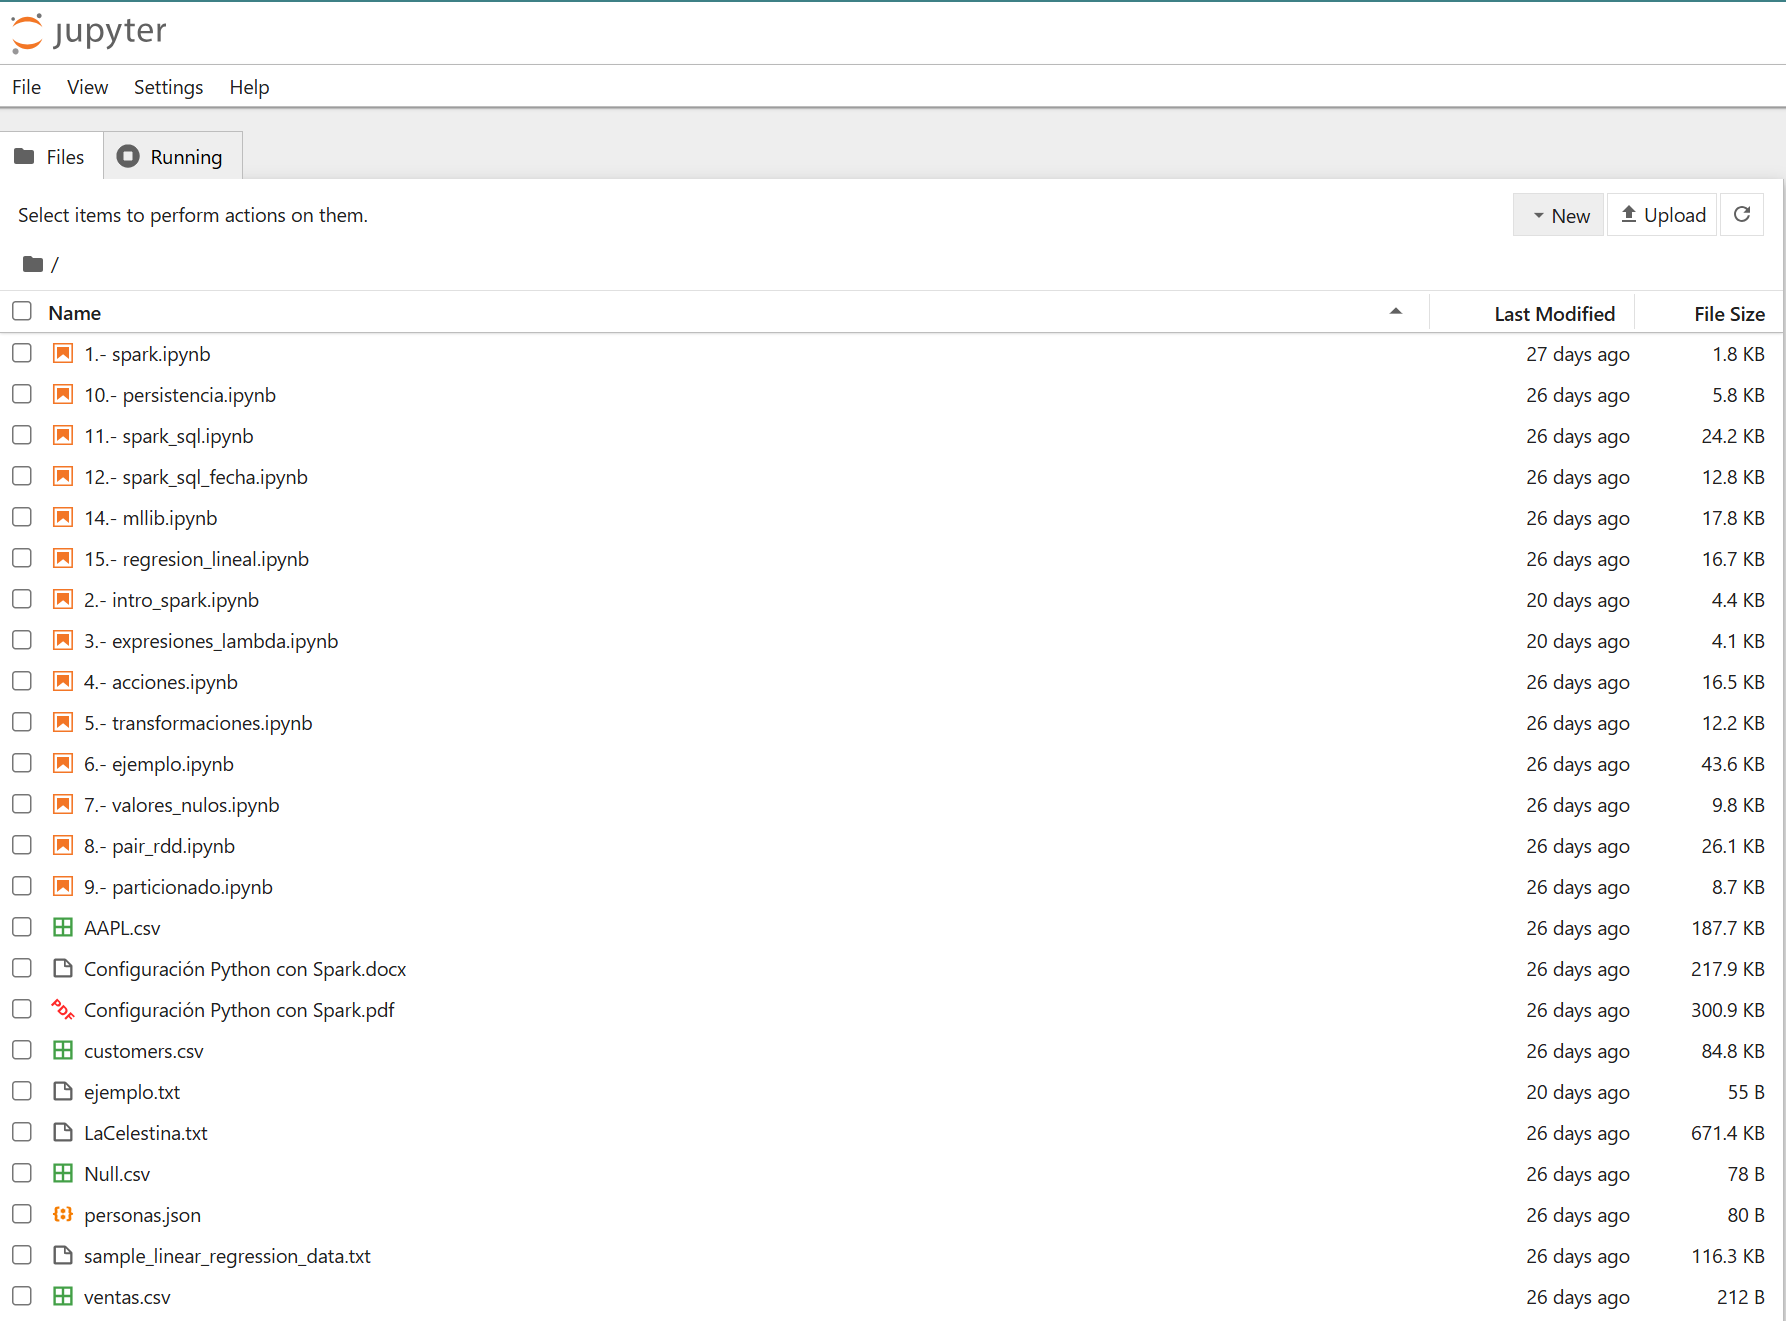 jupyter
File View Settings Help
Files Running
Select items to perform actions on them. New Upload
/
Name Last Modified File Size
1.- spark.ipynb 27 days ago 1.8 KB
10.- persistencia.ipynb 26 days ago 5.8 KB
11.- spark_sql.ipynb 26 days ago 24.2 KB
12.- spark_sql_fecha.ipynb 26 days ago 12.8 KB
14.- mllib.ipynb 26 days ago 17.8 KB
15.- regresion_lineal.ipynb 26 days ago 16.7 KB
2.- intro_spark.ipynb 20 days ago 4.4 KB
3.- expresiones_lambda.ipynb 20 days ago 4.1 KB
4.- acciones.ipynb 26 days ago 16.5 KB
5.- transformaciones.ipynb 26 days ago 12.2 KB
6.- ejemplo.ipynb 26 days ago 43.6 KB
7.- valores_nulos.ipynb 26 days ago 9.8 KB
8.- pair_rdd.ipynb 26 days ago 26.1 KB
9.- particionado.ipynb 26 days ago 8.7 KB
AAPL.csv 26 days ago 187.7 KB
Configuración Python con Spark.docx 26 days ago 217.9 KB
PDF Configuración Python con Spark.pdf 26 days ago 300.9 KB
customers.csv 26 days ago 84.8 KB
ejemplo.txt 20 days ago 55 B
LaCelestina.txt 26 days ago 671.4 KB
Null.csv 26 days ago 78 B
personas.json 26 days ago 80 B
sample_linear_regression_data.txt 26 days ago 116.3 KB
ventas.csv 26 days ago 212 B